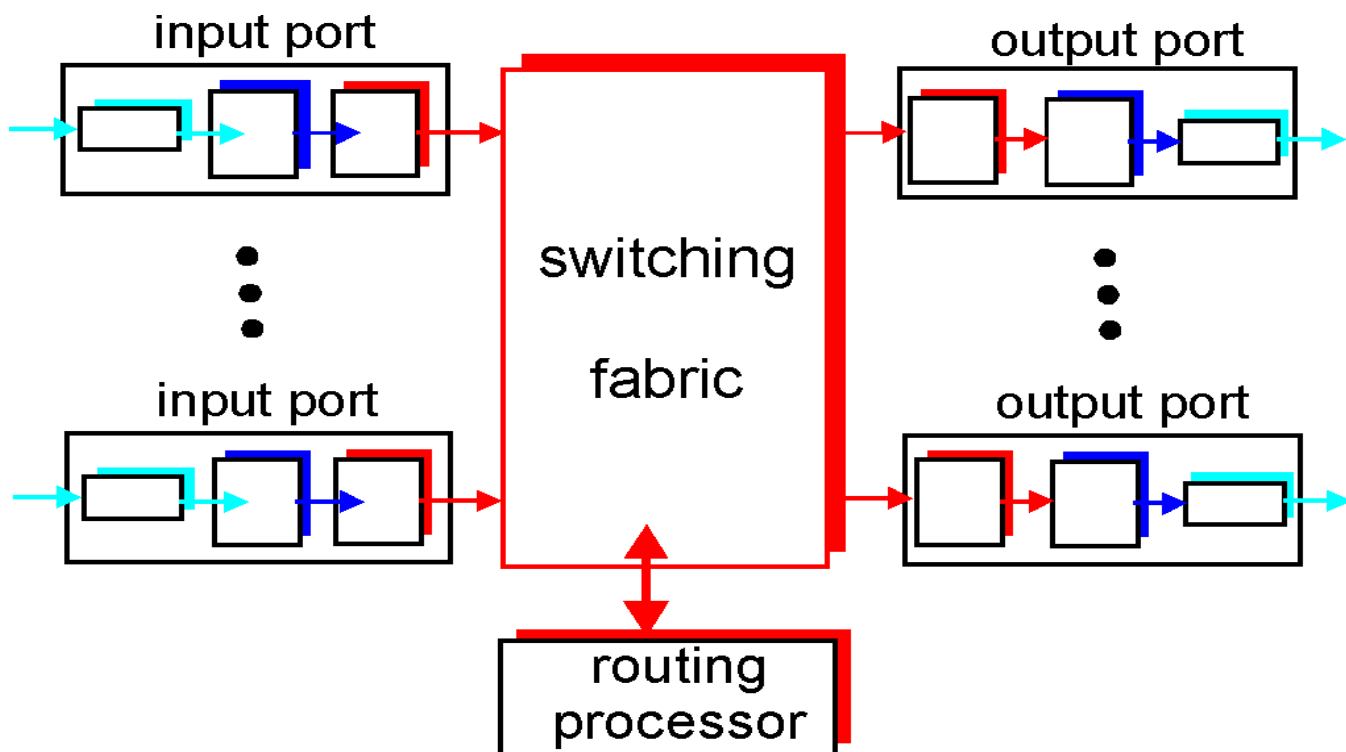 input port
output port
switching
fabric
input port
output port
routing
processor